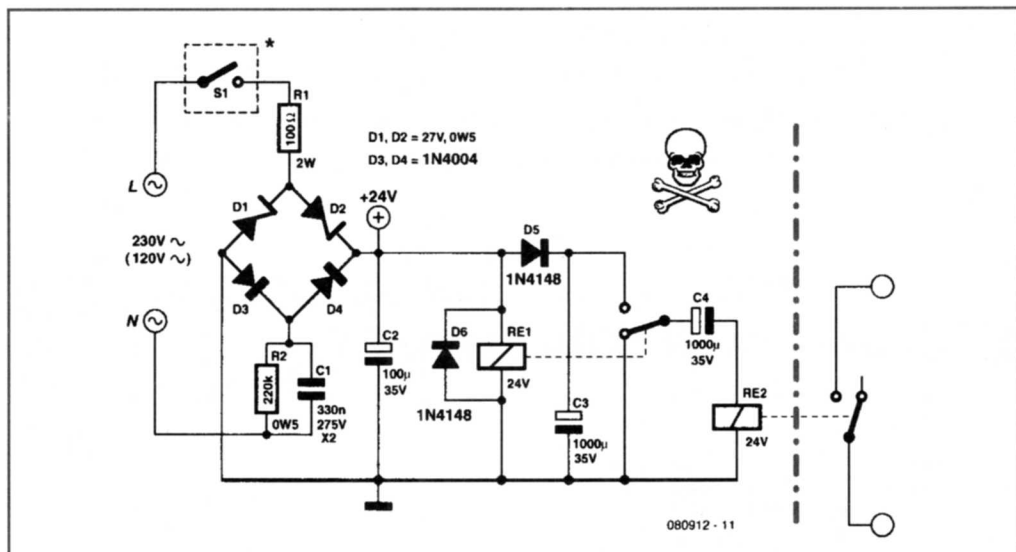 *
S1
R1
100Ω
2W
D1, D2 = 27V, 0W5
D3, D4 = 1N4004
L
230V ~
(120V ~)
N
D1
D2
D3
D4
+24V
+
R2
220k
0W5
C1
330n
275V
X2
C2
100µ
35V
D6
1N4148
RE1
24V
D5
1N4148
C3
1000µ
35V
C4
1000µ
35V
RE2
24V
080912 - 11